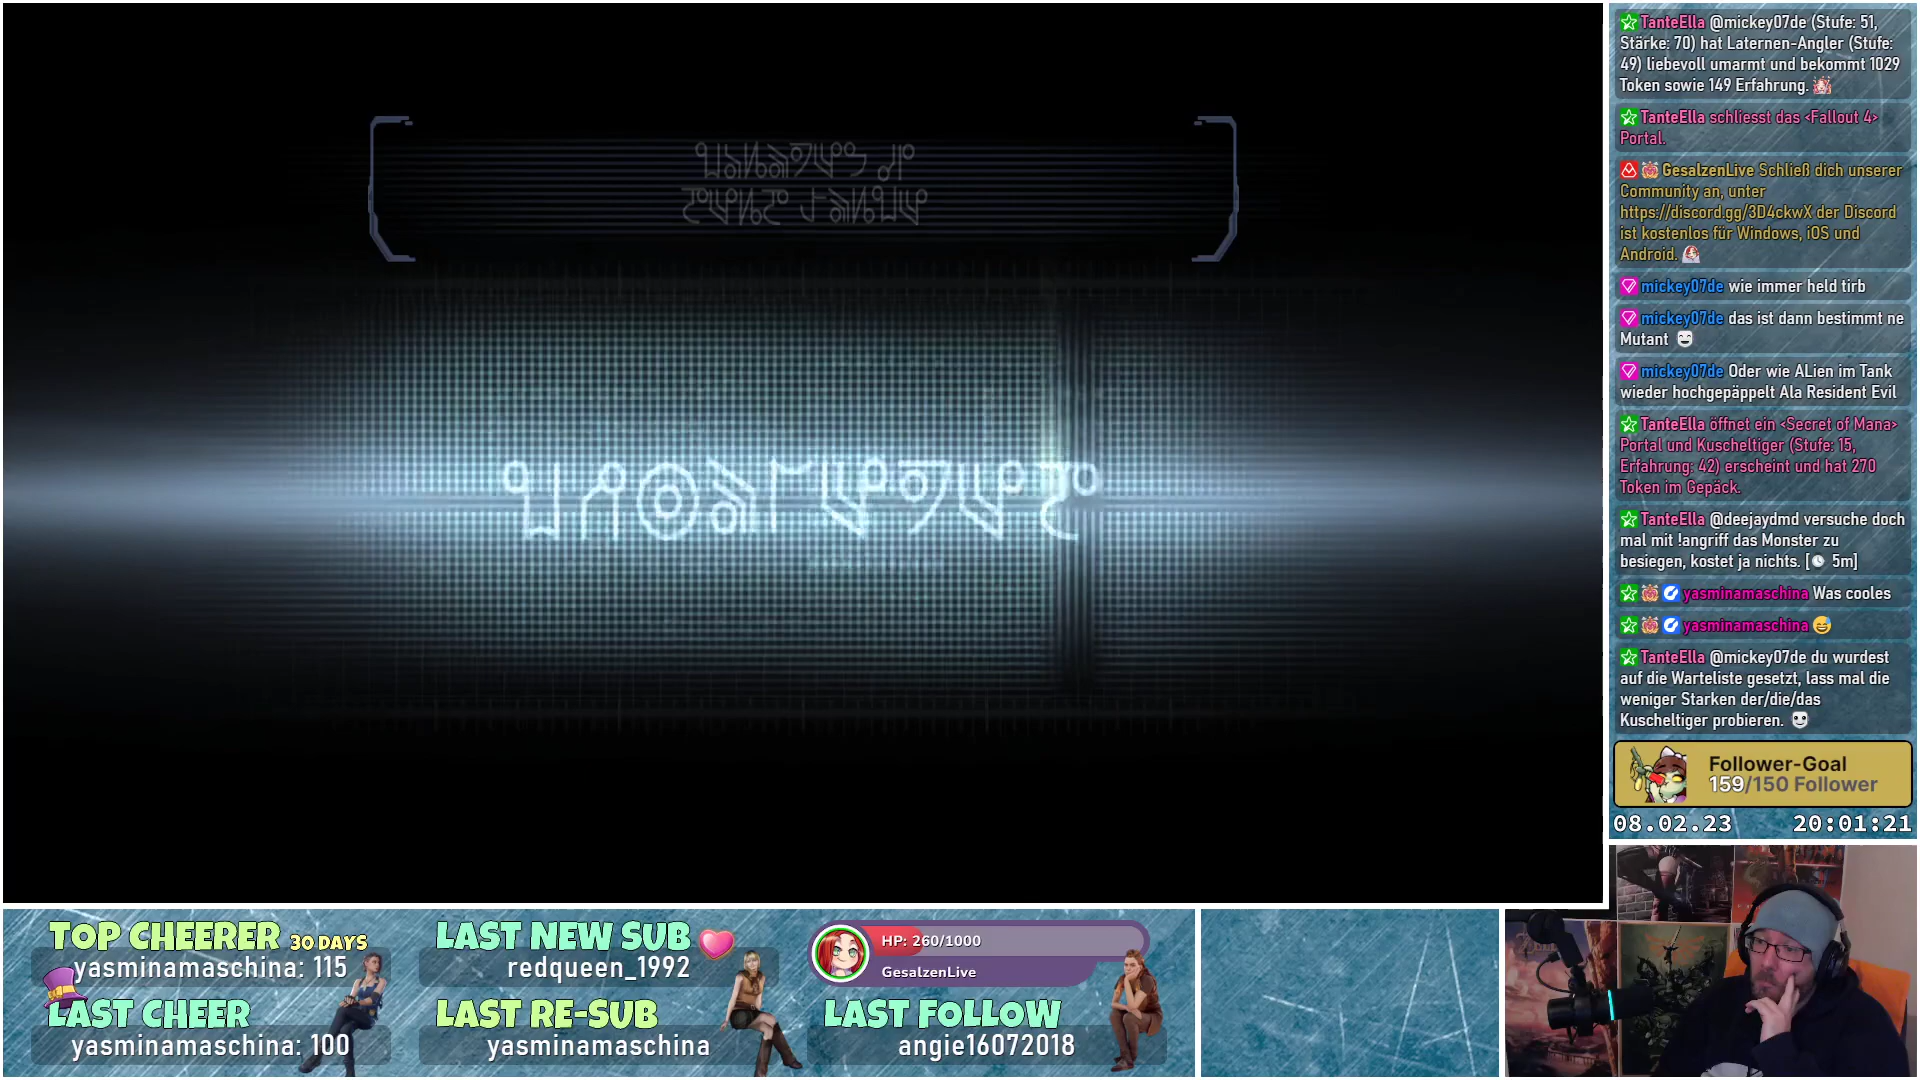 TanteElla @mickey07de (Stufe: 51,
Stärke: 70) hat Laternen-Angler (Stufe:
49) liebevoll umarmt und bekommt 1029
Token sowie 149 Erfahrung.
TanteElla schliesst das <Fallout 4>
Portal.
GesalzenLive Schließ dich unserer
Community an, unter
https://discord.gg/3D4ckwX der Discord
ist kostenlos für Windows, iOS und
Android.
mickey07de wie immer held tirb
mickey07de das ist dann bestimmt ne
Mutant
mickey07de Oder wie ALien im Tank
wieder hochgepäppelt Ala Resident Evil
TanteElla öffnet ein <Secret of Mana>
Portal und Kuscheltiger (Stufe: 15,
Erfahrung: 42) erscheint und hat 270
Token im Gepäck.
TanteElla @deejaydmd versuche doch
mal mit !angriff das Monster zu
besiegen, kostet ja nichts. [ 5m]
yasminamaschina Was cooles
yasminamaschina
TanteElla @mickey07de du wurdest
auf die Warteliste gesetzt, lass mal die
weniger Starken der/die/das
Kuscheltiger probieren.
Follower-Goal
159/150 Follower
08.02.23 20:01:21
TOP CHEERER 30 DAYS
yasminamaschina: 115
LAST CHEER
yasminamaschina: 100
LAST NEW SUB
redqueen_1992
LAST RE-SUB
yasminamaschina
HP: 260/1000
GesalzenLive
LAST FOLLOW
angie16072018